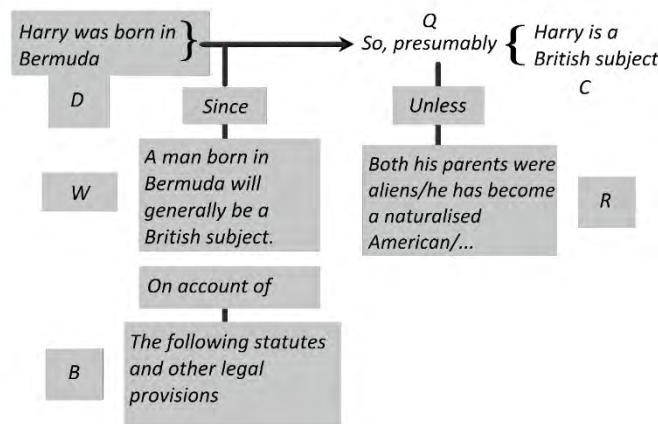 Harry was born in
Bermuda
}
Q
So, presumably
{
Harry is a
British subject
C
D
Since
Unless
W
A man born in
Bermuda will
generally be a
British subject.
Both his parents were
aliens/he has become
a naturalised
American/...
R
On account of
B
The following statutes
and other legal
provisions